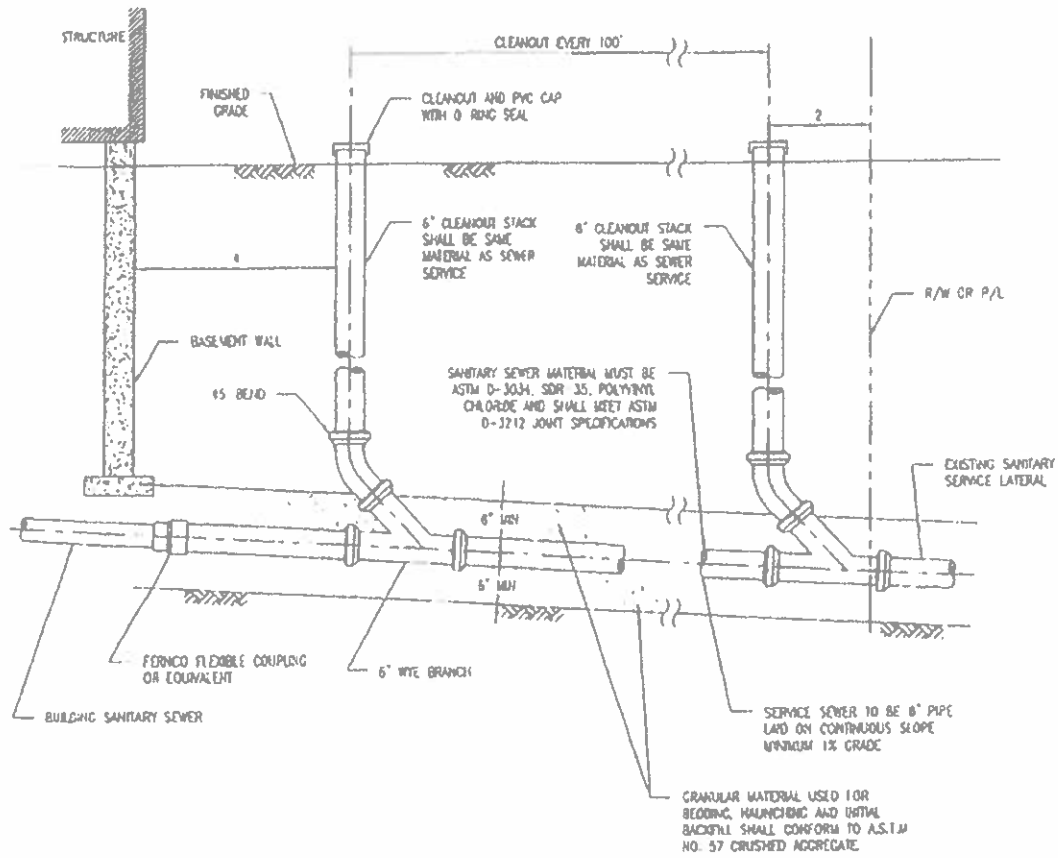 STRUCTURE
CLEANOUT EVERY 100'
FINISHED
GRADE
CLEANOUT AND PVC CAP
WITH O RING SEAL
2
6" CLEANOUT STACK
SHALL BE SAME
MATERIAL AS SEWER
SERVICE
6" CLEANOUT STACK
SHALL BE SAME
MATERIAL AS SEWER
SERVICE
4
R/W OR P/L
BASEMENT WALL
SANITARY SEWER MATERIAL MUST BE
ASTM D-3034, SDR 35, POLYVINYL
CHLORIDE AND SHALL MEET ASTM
D-3212 JOINT SPECIFICATIONS
45 BEND
EXISTING SANITARY
SERVICE LATERAL
6" MIN
6" MIN
FERNCO FLEXIBLE COUPLING
OR EQUIVALENT
6" WYE BRANCH
BUILDING SANITARY SEWER
SERVICE SEWER TO BE 6" PIPE
LAID ON CONTINUOUS SLOPE
MINIMUM 1% GRADE
GRANULAR MATERIAL USED FOR
BEDDING, HAUNCHING AND INITIAL
BACKFILL SHALL CONFORM TO A.S.T.M
NO. 57 CRUSHED AGGREGATE